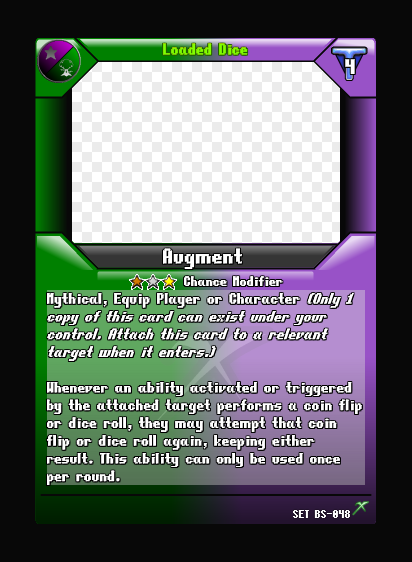 Loaded Dice
4
Augment
Chance Modifier
Mythical, Equip Player or Character (Only 1
copy of this card can exist under your
control. Attach this card to a relevant
target when it enters.)
Whenever an ability activated or triggered
by the attached target performs a coin flip
or dice roll, they may attempt that coin
flip or dice roll again, keeping either
result. This ability can only be used once
per round.
SET BS-048